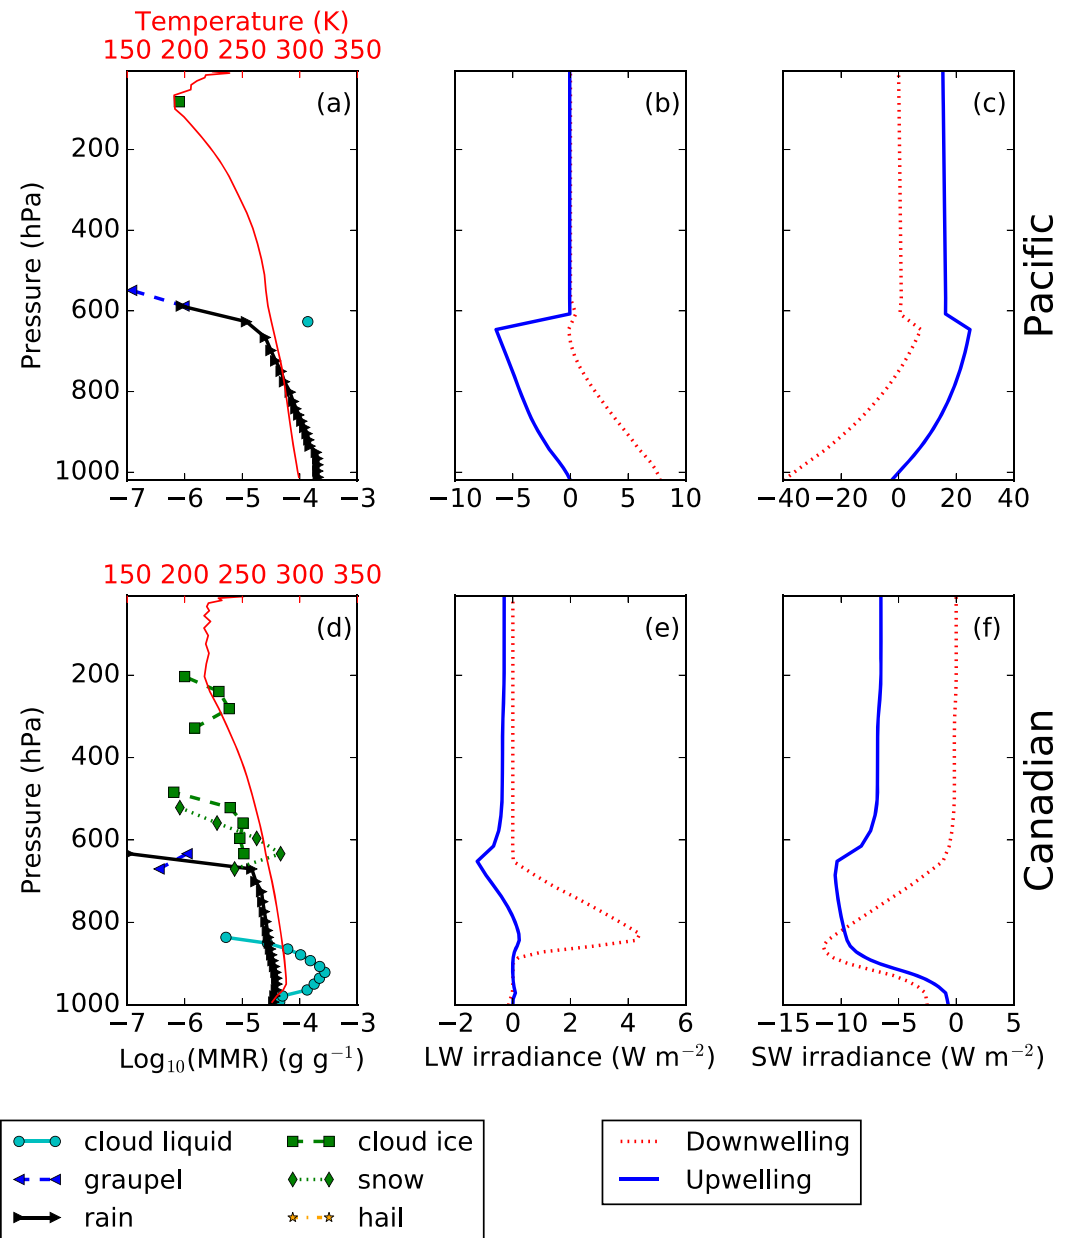 Temperature (K)
150 200 250 300 350
(a)
(b)
(c)
200
400
600
800
1000
Pressure (hPa)
Pacific
−7 −6 −5 −4 −3
−10 −5 0 5 10
−40 −20 0 20 40
150 200 250 300 350
(d)
(e)
(f)
200
400
600
800
1000
Pressure (hPa)
Canadian
−7 −6 −5 −4 −3
−2 0 2 4 6
−15 −10 −5 0 5
Log₁₀(MMR) (g g⁻¹)
LW irradiance (W m⁻²)
SW irradiance (W m⁻²)
cloud liquid
graupel
rain
cloud ice
snow
hail
Downwelling
Upwelling